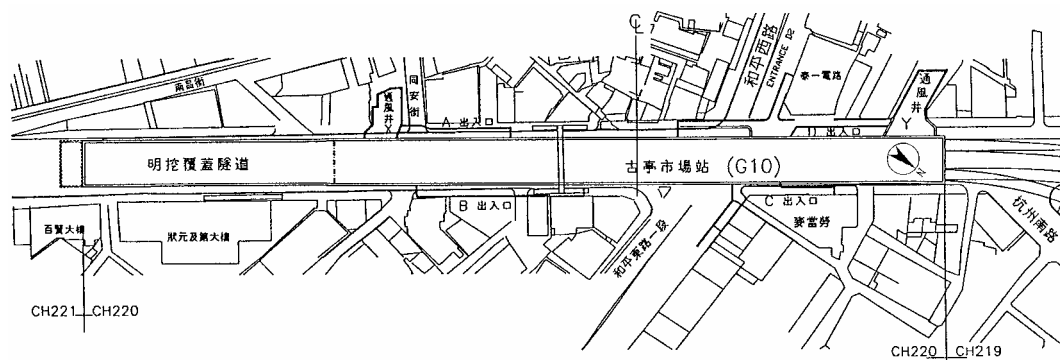 ℄
和平西路
ENTRANCE D2
泰一電路
通風井
Y
南昌街
通風井
X
同安街
A 出入口
D 出入口
明挖覆蓋隧道
古亭市場站 (G10)
N
B 出入口
C 出入口
麥當勞
百賢大樓
狀元及第大樓
和平東路一段
杭州南路
CH221
CH220
CH220
CH219